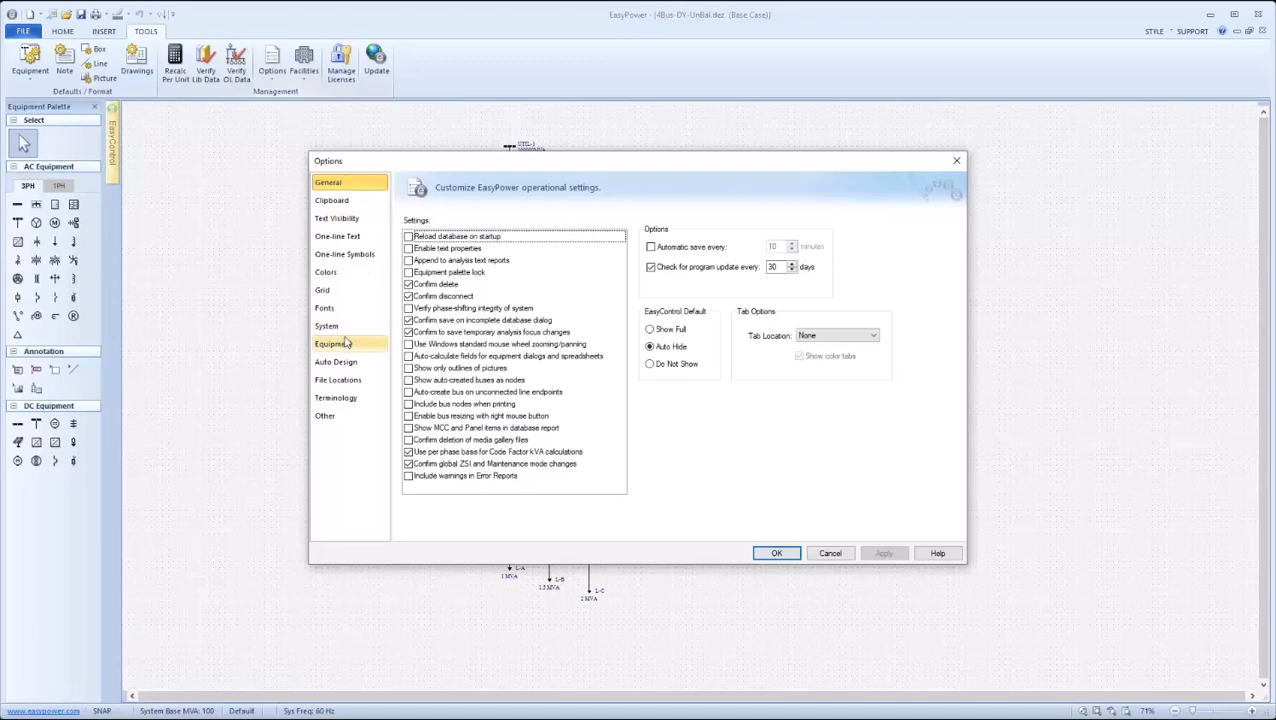 EasyPower - [4Bus-DY-UnBal.dez (Base Case)]
FILE HOME INSERT TOOLS STYLE SUPPORT
Equipment
Note
Box
Line
Picture
Drawings
Defaults / Format
Recalc Per Unit
Verify Lib Data
Verify OL Data
Options
Facilities
Manage Licenses
Update
Management
Equipment Palette
Select
AC Equipment
3PH 1PH
Annotation
DC Equipment
EasyControl
UTIL-1
Options
General
Clipboard
Text Visibility
One-line Text
One-line Symbols
Colors
Grid
Fonts
System
Equipment
Auto Design
File Locations
Terminology
Other
Customize EasyPower operational settings.
Settings:
Reload database on startup
Enable text properties
Append to analysis text reports
Equipment palette lock
Confirm delete
Confirm disconnect
Verify phase-shifting integrity of system
Confirm save on incomplete database dialog
Confirm to save temporary analysis focus changes
Use Windows standard mouse wheel zooming/panning
Auto-calculate fields for equipment dialogs and spreadsheets
Show only outlines of pictures
Show auto-created buses as nodes
Auto-create bus on unconnected line endpoints
Include bus nodes when printing
Enable bus resizing with right mouse button
Show MCC and Panel items in database report
Confirm deletion of media gallery files
Use per phase basis for Code Factor kVA calculations
Confirm global ZSI and Maintenance mode changes
Include warnings in Error Reports
Options
Automatic save every: 10 minutes
Check for program update every: 30 days
EasyControl Default
Show Full
Auto Hide
Do Not Show
Tab Options
Tab Location: None
Show color tabs
OK Cancel Apply Help
L-A
1 MVA
L-B
1.5 MVA
L-C
2 MVA
www.easypower.com SNAP System Base MVA: 100 Default Sys Freq: 60 Hz 71%